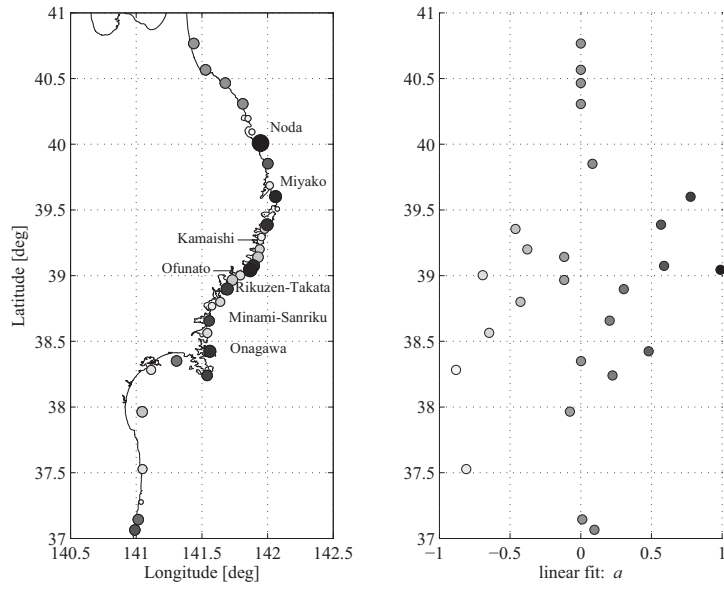 41
40.5
40
39.5
39
38.5
38
37.5
37
140.5
141
141.5
142
142.5
Longitude [deg]
Latitude [deg]
Noda
Miyako
Kamaishi
Ofunato
Rikuzen-Takata
Minami-Sanriku
Onagawa
41
40.5
40
39.5
39
38.5
38
37.5
37
−1
−0.5
0
0.5
1
linear fit: a